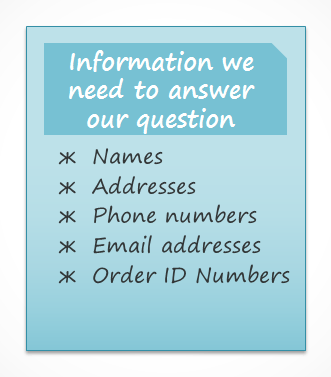 Information we
need to answer
our question
ж Names
ж Addresses
ж Phone numbers
ж Email addresses
ж Order ID Numbers